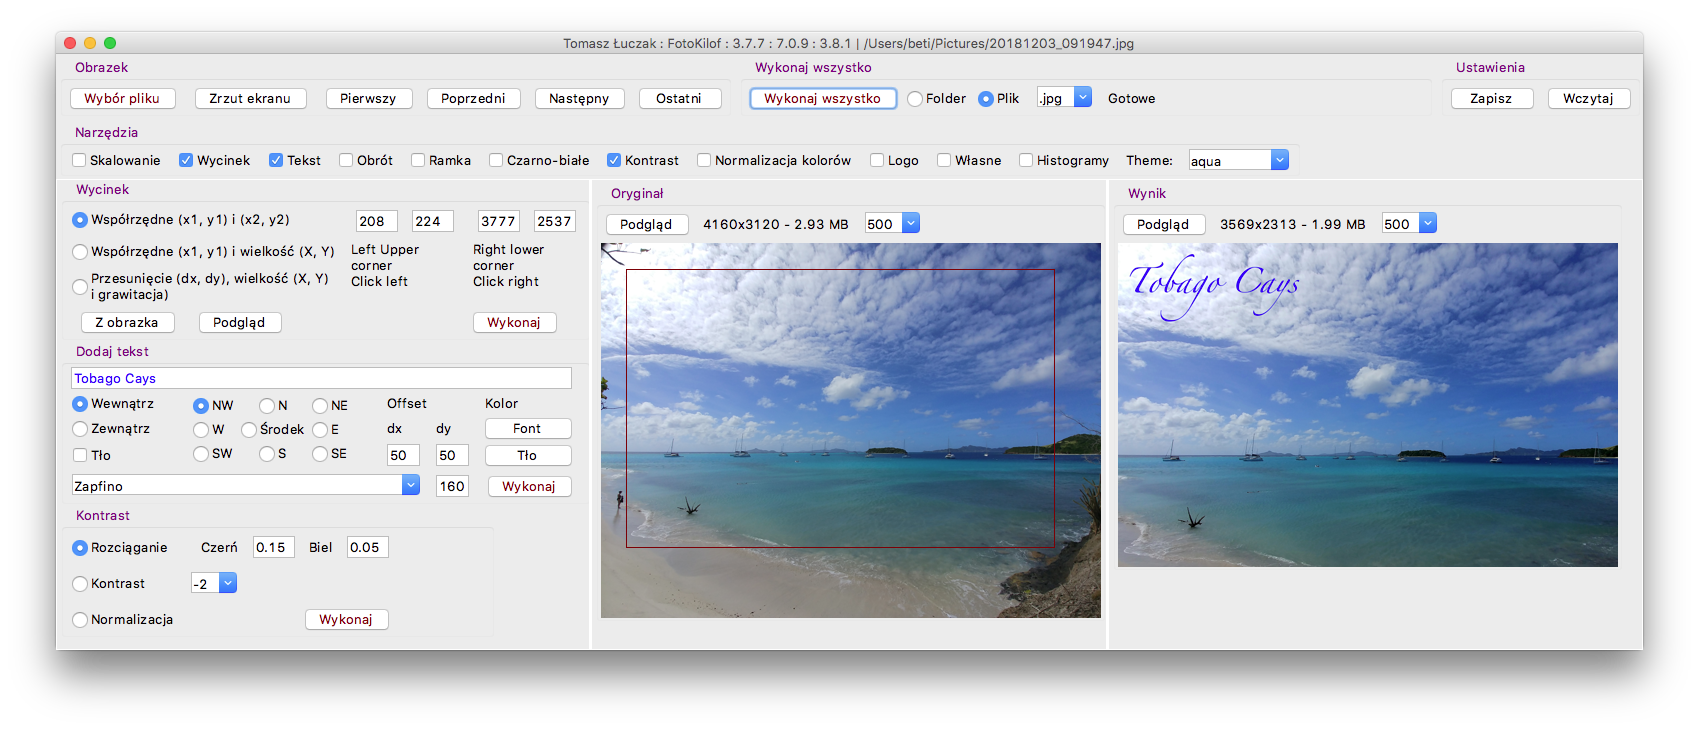 Tomasz Łuczak : FotoKilof : 3.7.7 : 7.0.9 : 3.8.1 | /Users/beti/Pictures/20181203_091947.jpg
Obrazek
Wybór pliku Zrzut ekranu Pierwszy Poprzedni Następny Ostatni
Wykonaj wszystko
Wykonaj wszystko Folder Plik .jpg Gotowe
Ustawienia
Zapisz Wczytaj
Narzędzia
Skalowanie Wycinek Tekst Obrót Ramka Czarno-białe Kontrast Normalizacja kolorów Logo Własne Histogramy Theme: aqua
Wycinek
Współrzędne (x1, y1) i (x2, y2) 208 224 3777 2537
Współrzędne (x1, y1) i wielkość (X, Y)
Przesunięcie (dx, dy), wielkość (X, Y)
i grawitacja)
Left Upper
corner
Click left
Right lower
corner
Click right
Z obrazka Podgląd Wykonaj
Dodaj tekst
Tobago Cays
Wewnątrz NW N NE Offset Kolor
Zewnątrz W Środek E dx dy Font
Tło SW S SE 50 50 Tło
Zapfino 160 Wykonaj
Kontrast
Rozciąganie Czerń 0.15 Biel 0.05
Kontrast -2
Normalizacja Wykonaj
Oryginał
Podgląd 4160x3120 - 2.93 MB 500
Wynik
Podgląd 3569x2313 - 1.99 MB 500
Tobago Cays